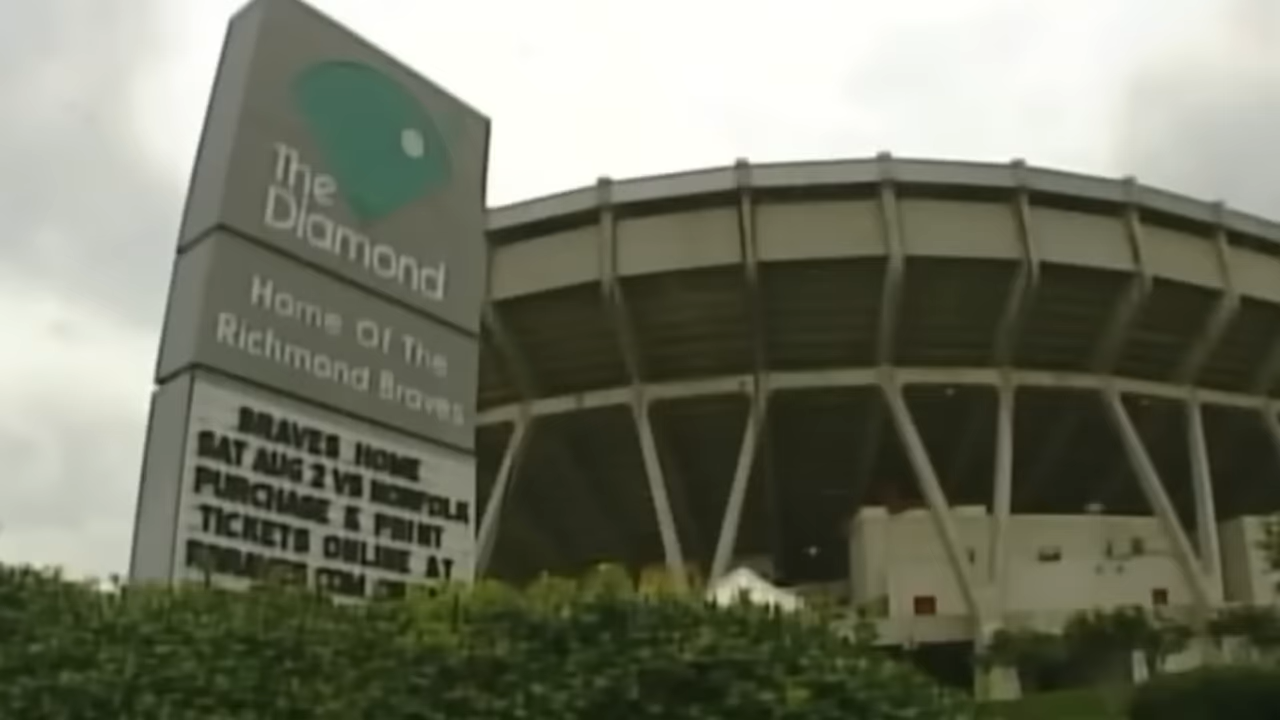 The
Diamond
Home Of The
Richmond Braves
BRAVES HOME
SAT AUG 2 VS NORFOLK
PURCHASE & PRINT
TICKETS ONLINE AT